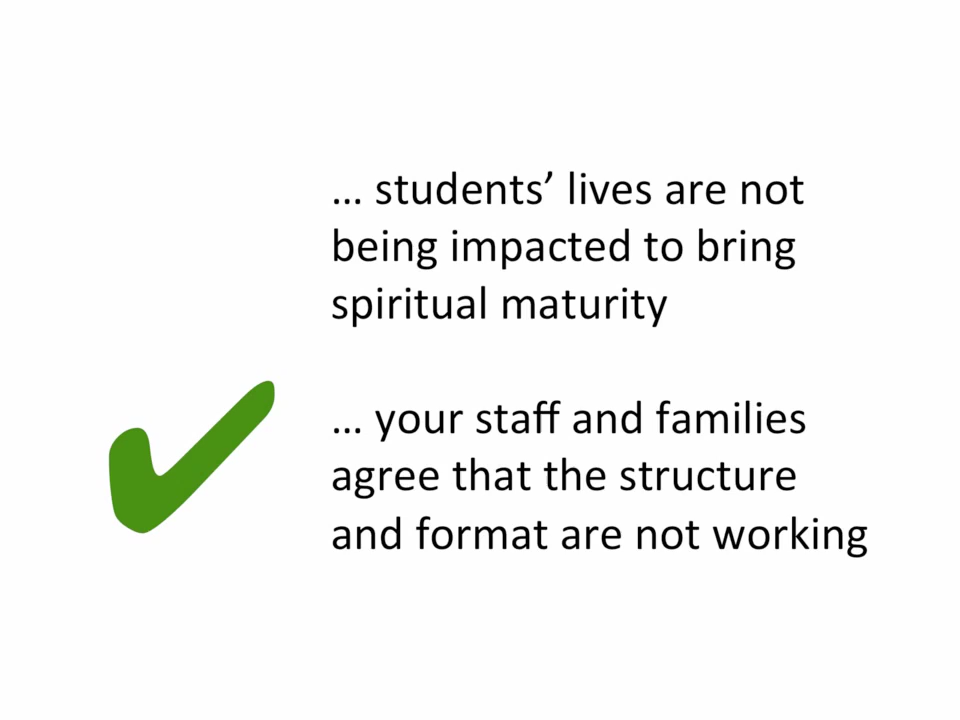 … students’ lives are not
being impacted to bring
spiritual maturity
… your staff and families
agree that the structure
and format are not working